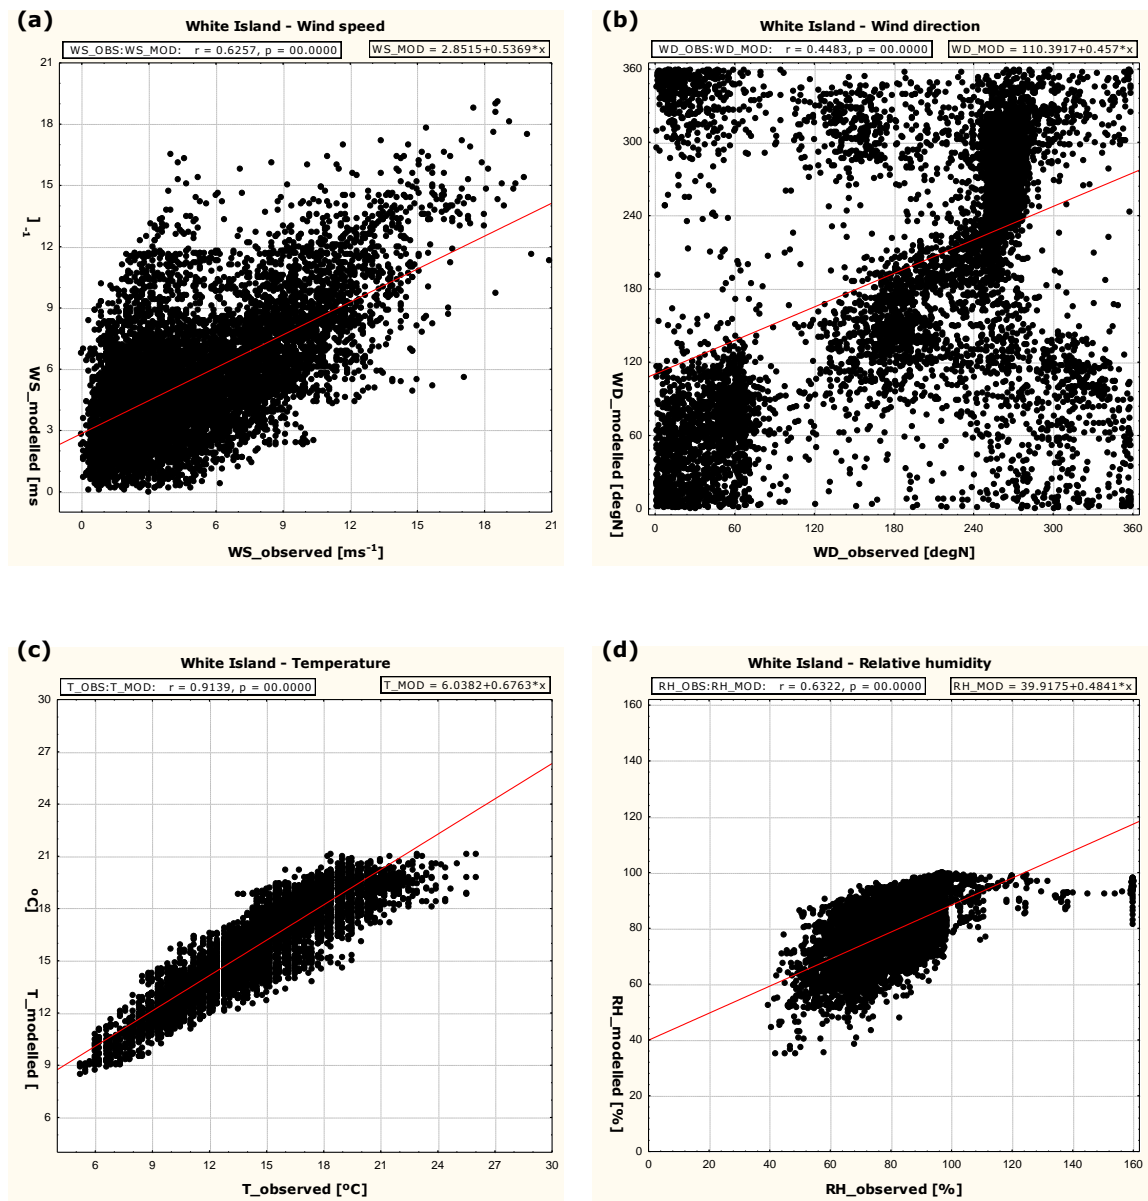 (a)
White Island - Wind speed
WS_OBS:WS_MOD: r = 0.6257, p = 00.0000
WS_MOD = 2.8515+0.5369*x
21
18
15
12
9
6
3
0
WS_modelled [ms⁻¹]
0 3 6 9 12 15 18 21
WS_observed [ms⁻¹]
(b)
White Island - Wind direction
WD_OBS:WD_MOD: r = 0.4483, p = 00.0000
WD_MOD = 110.3917+0.457*x
360
300
240
180
120
60
0
WD_modelled [degN]
0 60 120 180 240 300 360
WD_observed [degN]
(c)
White Island - Temperature
T_OBS:T_MOD: r = 0.9139, p = 00.0000
T_MOD = 6.0382+0.6763*x
30
27
24
21
18
15
12
9
6
T_modelled [ºC]
6 9 12 15 18 21 24 27 30
T_observed [ºC]
(d)
White Island - Relative humidity
RH_OBS:RH_MOD: r = 0.6322, p = 00.0000
RH_MOD = 39.9175+0.4841*x
160
140
120
100
80
60
40
20
0
RH_modelled [%]
0 20 40 60 80 100 120 140 160
RH_observed [%]